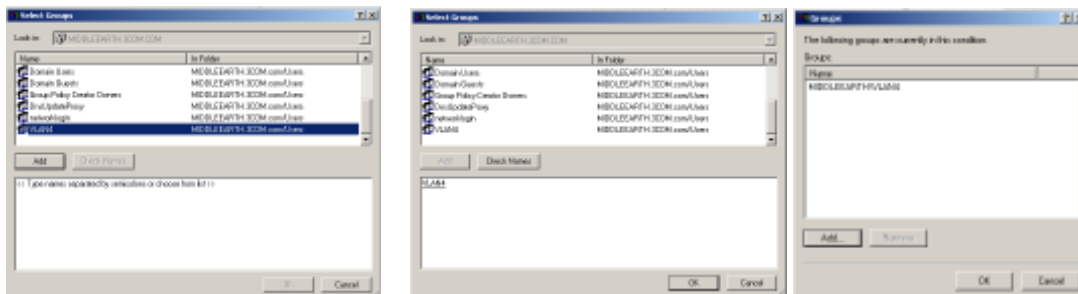 Select Groups
Look in: MIDDLEEARTH.3COM.COM
Name In Folder
Domain Users MIDDLEEARTH.3COM.com/Users
Domain Guests MIDDLEEARTH.3COM.com/Users
Group Policy Creator Owners MIDDLEEARTH.3COM.com/Users
DnsUpdateProxy MIDDLEEARTH.3COM.com/Users
networklogin MIDDLEEARTH.3COM.com/Users
VLAN4 MIDDLEEARTH.3COM.com/Users
Add Check Names
<< Type names separated by semicolons or choose from list >>
OK Cancel
Select Groups
Look in: MIDDLEEARTH.3COM.COM
Name In Folder
Domain Users MIDDLEEARTH.3COM.com/Users
Domain Guests MIDDLEEARTH.3COM.com/Users
Group Policy Creator Owners MIDDLEEARTH.3COM.com/Users
DnsUpdateProxy MIDDLEEARTH.3COM.com/Users
networklogin MIDDLEEARTH.3COM.com/Users
VLAN4 MIDDLEEARTH.3COM.com/Users
Add Check Names
VLAN4
OK Cancel
Groups
The following groups are currently in this condition.
Groups:
Name
MIDDLEEARTH\VLAN4
Add... Remove
OK Cancel